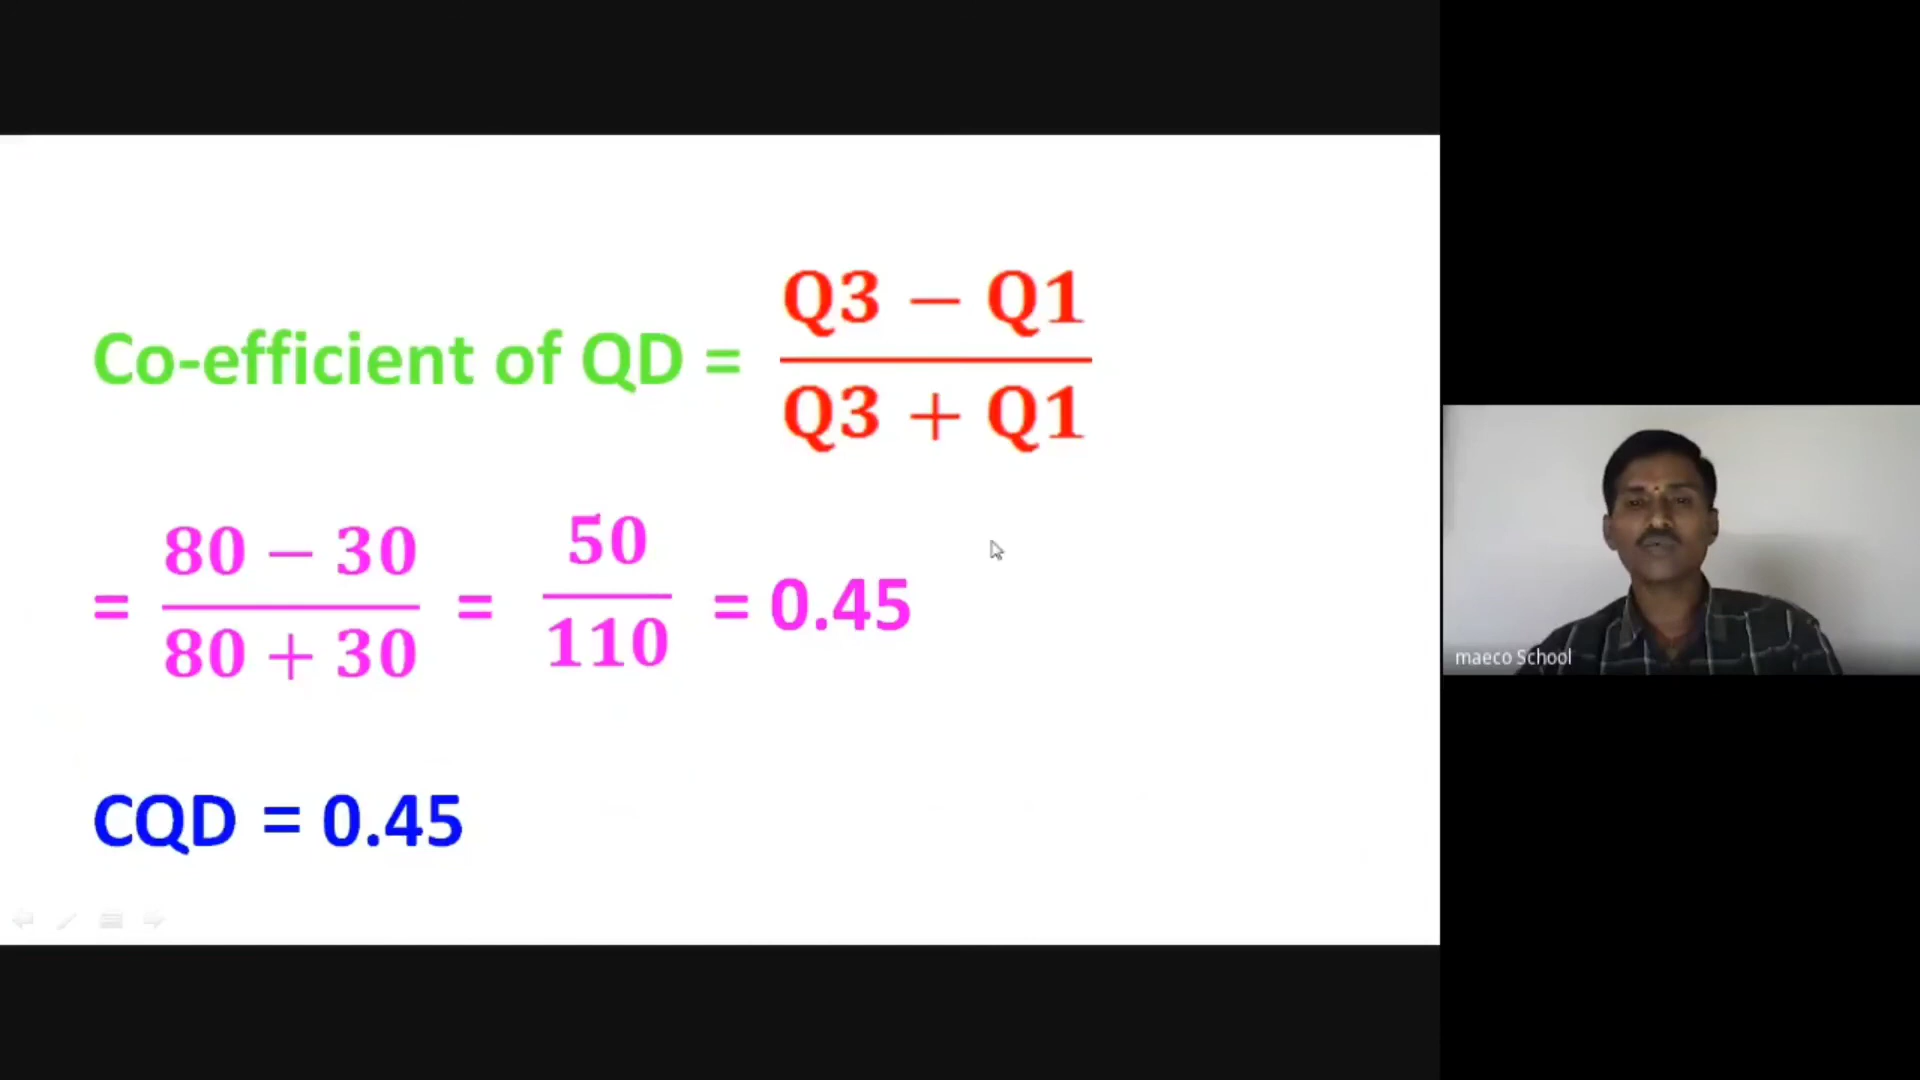 Co-efficient of QD = Q3 − Q1 / Q3 + Q1
= 80 − 30 / 80 + 30 = 50 / 110 = 0.45
CQD = 0.45
maeco School